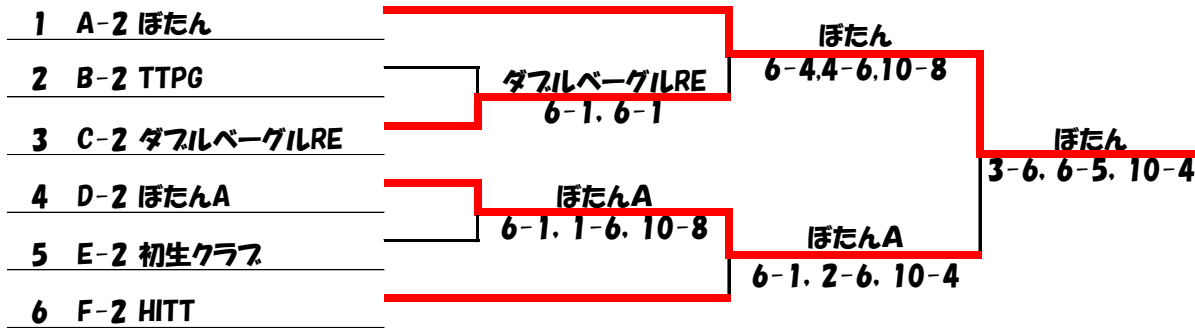 1 A-2 ぼたん
2 B-2 TTPG
3 C-2 ダブルベーグルRE
4 D-2 ぼたんA
5 E-2 初生クラブ
6 F-2 HITT
ダブルベーグルRE
6-1, 6-1
ぼたんA
6-1, 1-6, 10-8
ぼたん
6-4,4-6,10-8
ぼたんA
6-1, 2-6, 10-4
ぼたん
3-6, 6-5, 10-4